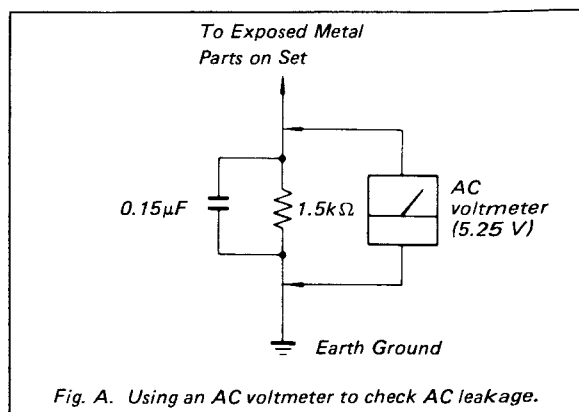 To Exposed Metal
Parts on Set
0.15µF
1.5kΩ
AC
voltmeter
(5.25 V)
Earth Ground
Fig. A. Using an AC voltmeter to check AC leakage.